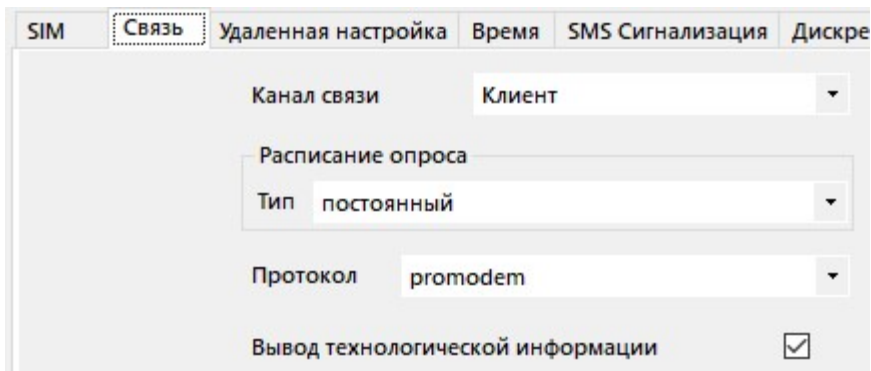 SIM Связь Удаленная настройка Время SMS Сигнализация Дискре
Канал связи Клиент
Расписание опроса
Тип постоянный
Протокол promodem
Вывод технологической информации